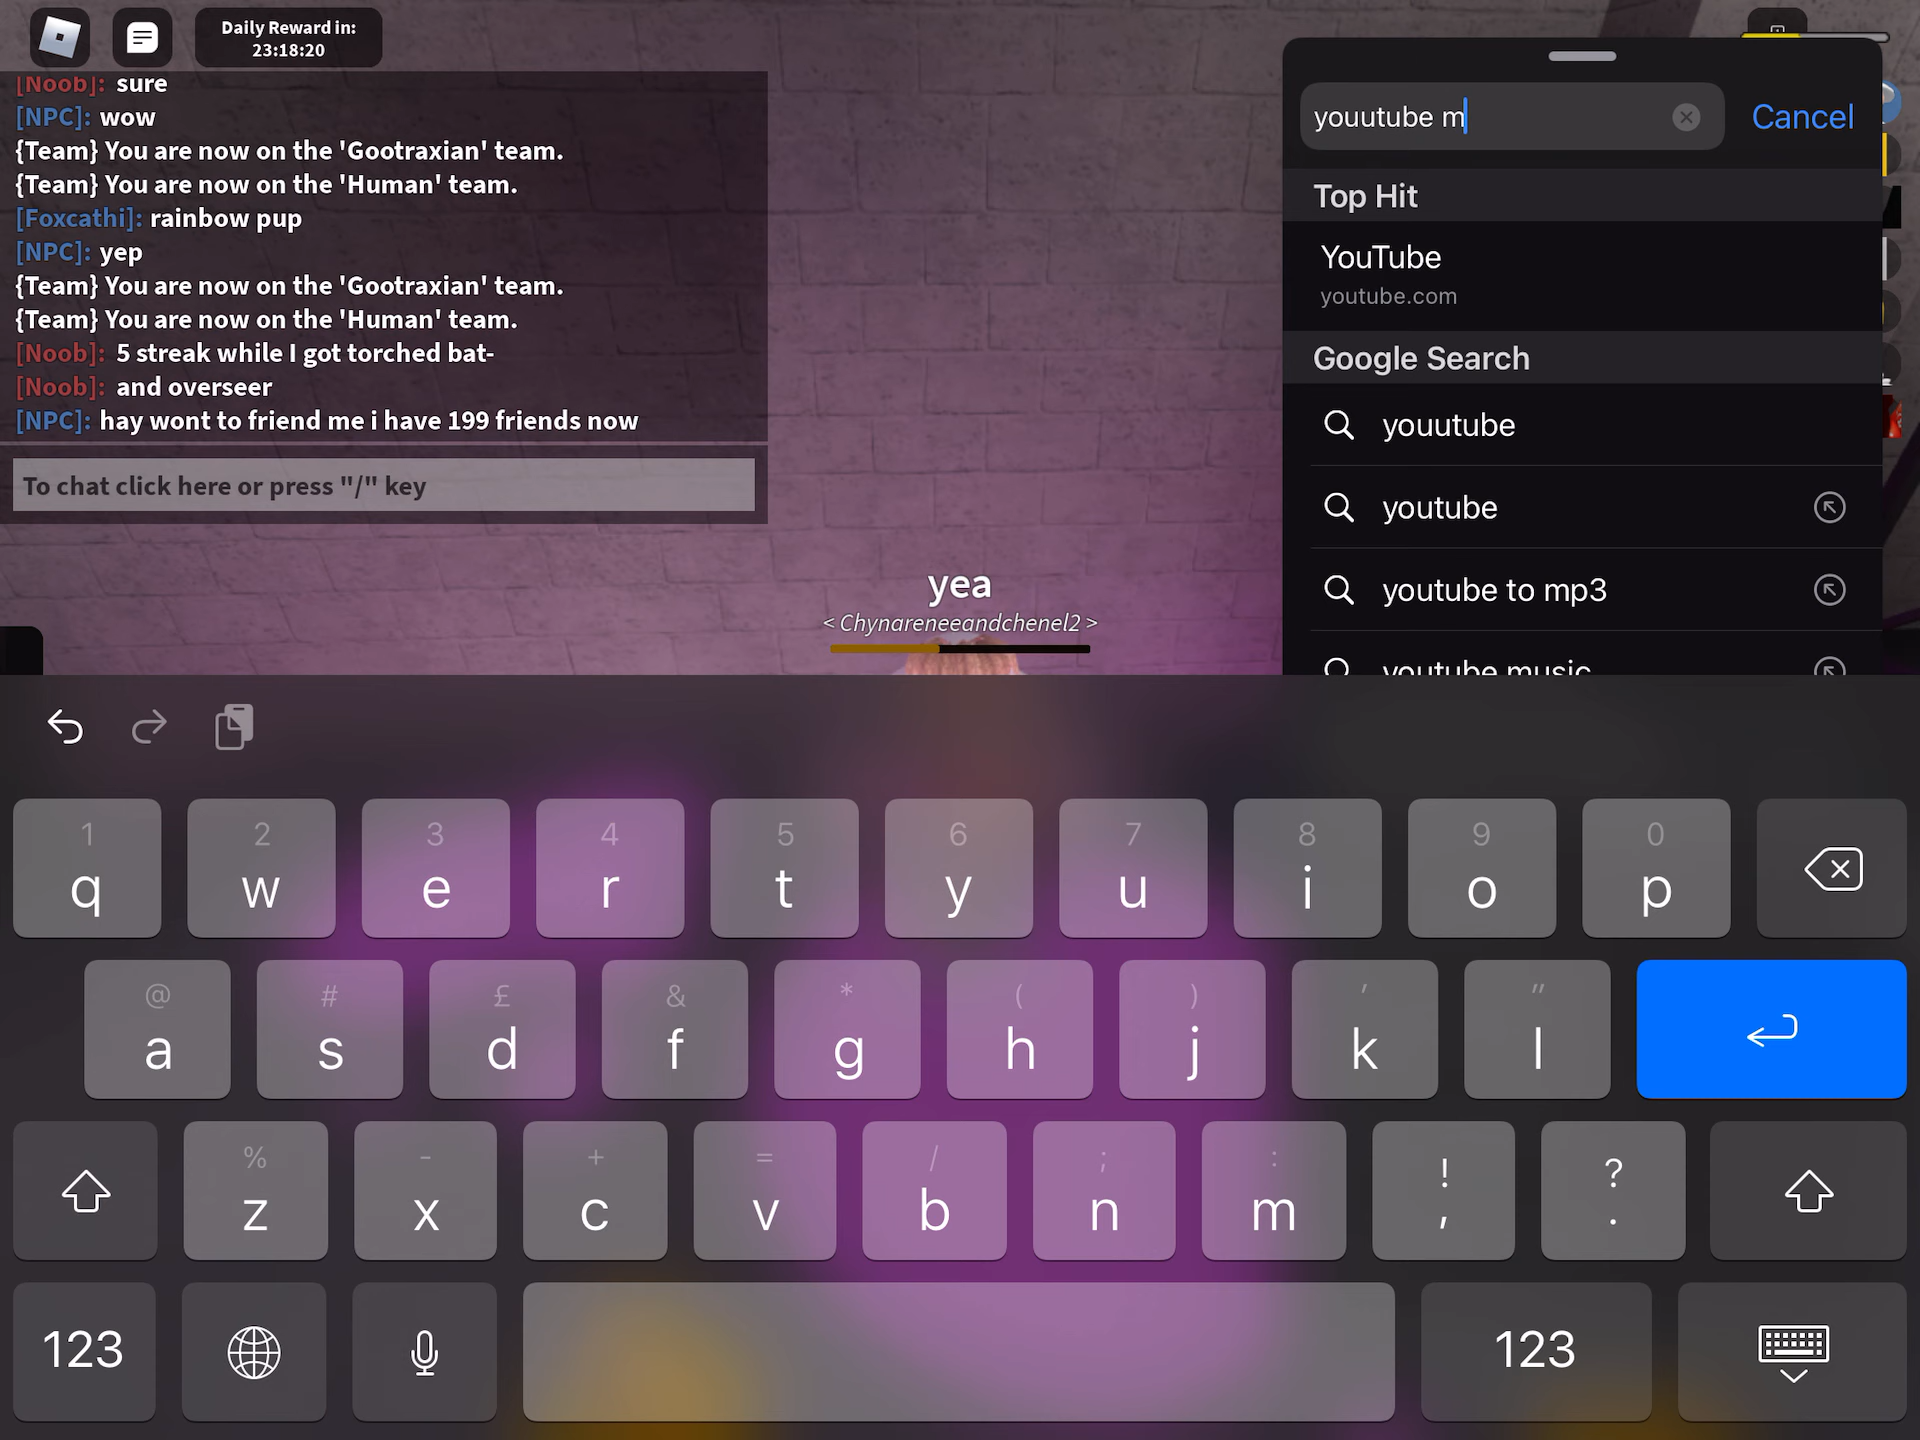 Daily Reward in:
23:18:20
[Noob]: sure
[NPC]: wow
{Team} You are now on the 'Gootraxian' team.
{Team} You are now on the 'Human' team.
[Foxcathi]: rainbow pup
[NPC]: yep
{Team} You are now on the 'Gootraxian' team.
{Team} You are now on the 'Human' team.
[Noob]: 5 streak while I got torched bat-
[Noob]: and overseer
[NPC]: hay wont to friend me i have 199 friends now
To chat click here or press "/" key
yea
< Chynareneeandchenel2 >
youutube m
Cancel
Top Hit
YouTube
youtube.com
Google Search
youutube
youtube
youtube to mp3
youtube music
1 2 3 4 5 6 7 8 9 0
q w e r t y u i o p
@ # £ & * ( ) ' "
a s d f g h j k l
% - + = / ; : ! ?
z x c v b n m , .
123 123